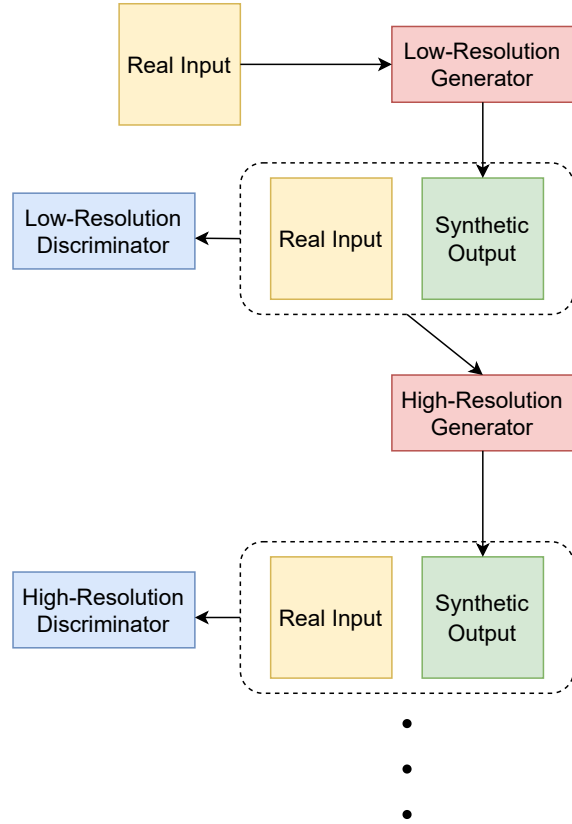 Real Input
Low-Resolution
Generator
Low-Resolution
Discriminator
Real Input
Synthetic
Output
High-Resolution
Generator
High-Resolution
Discriminator
Real Input
Synthetic
Output